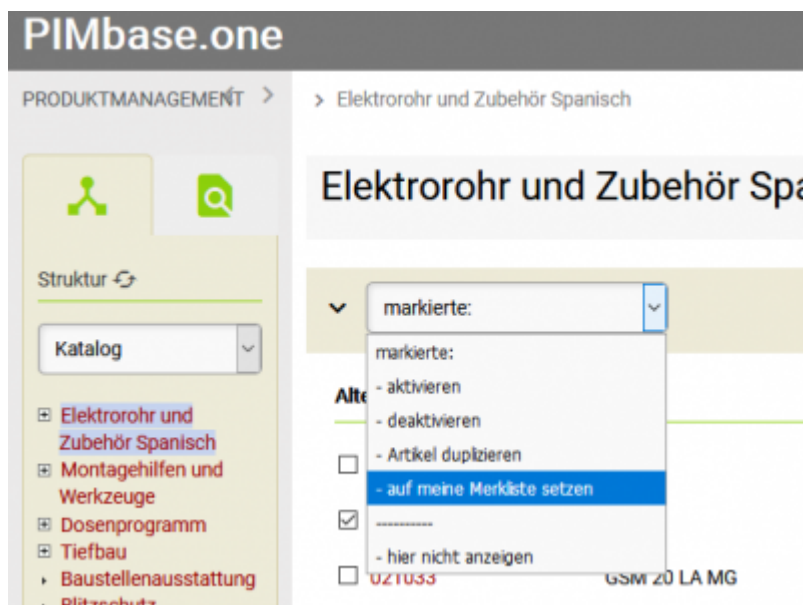 PIMbase.one
PRODUKTMANAGEMENT
> Elektrorohr und Zubehör Spanisch
Elektrorohr und Zubehör Spa
Struktur
Katalog
Elektrorohr und
Zubehör Spanisch
Montagehilfen und
Werkzeuge
Dosenprogramm
Tiefbau
Baustellenausstattung
Blitzschutz
markierte:
markierte:
- aktivieren
- deaktivieren
- Artikel duplizieren
- auf meine Merkliste setzen
----------
- hier nicht anzeigen
Alte
021033
GSM 20 LA MG